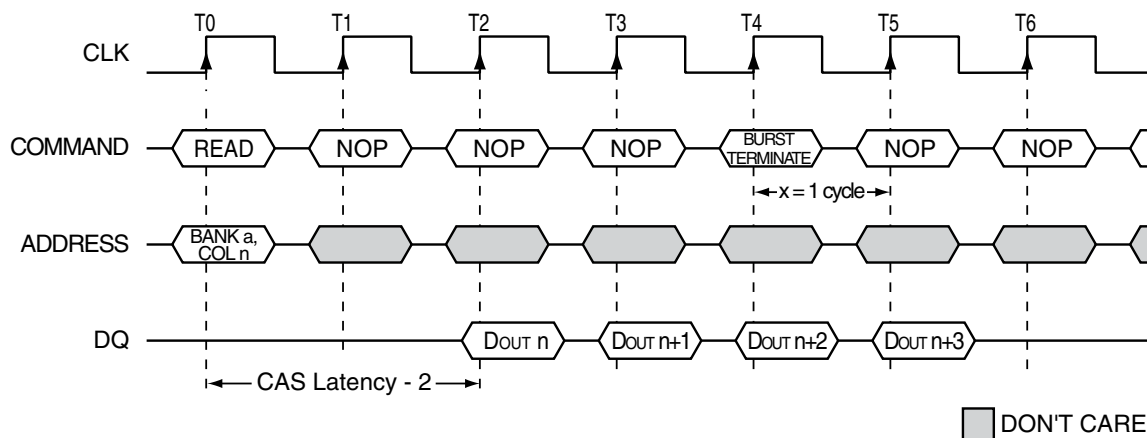 T0 T1 T2 T3 T4 T5 T6
CLK
COMMAND READ NOP NOP NOP BURST TERMINATE NOP NOP
x = 1 cycle
ADDRESS BANK a, COL n
DQ DOUT n DOUT n+1 DOUT n+2 DOUT n+3
CAS Latency - 2
DON'T CARE